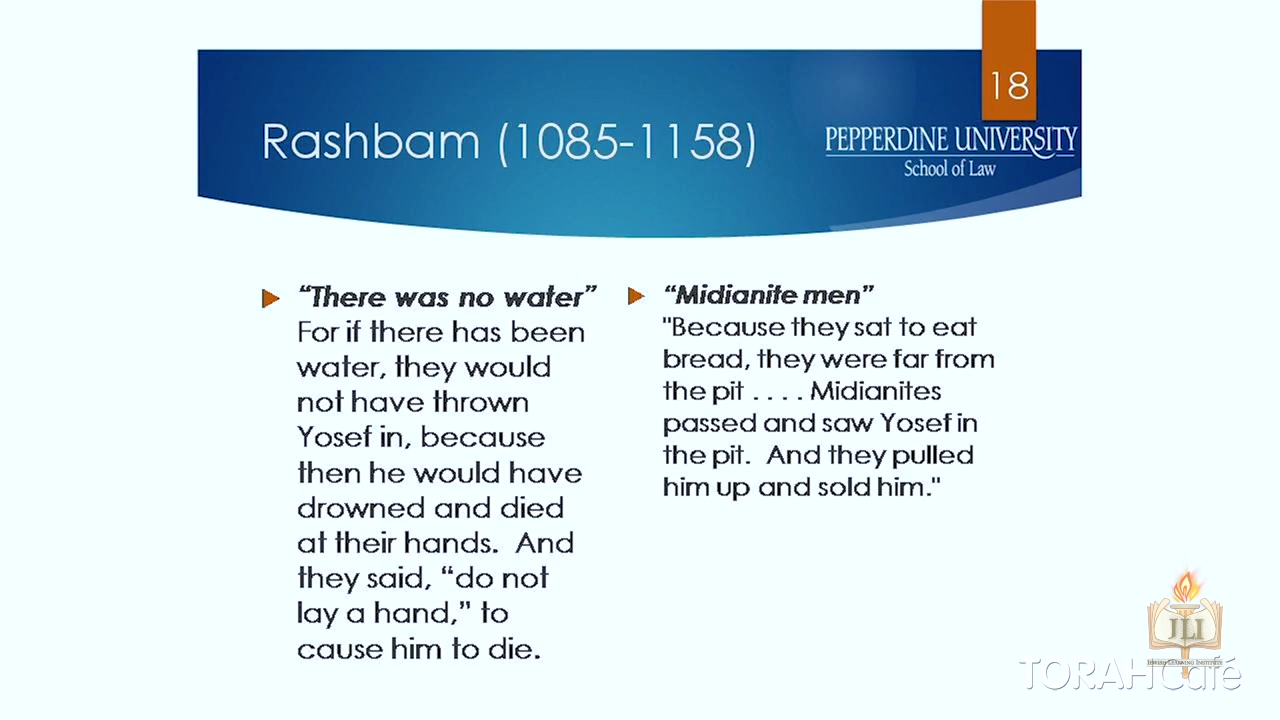 18
Rashbam (1085-1158)
PEPPERDINE UNIVERSITY
School of Law
“There was no water”
For if there has been
water, they would
not have thrown
Yosef in, because
then he would have
drowned and died
at their hands.  And
they said, “do not
lay a hand,” to
cause him to die.
“Midianite men”
"Because they sat to eat
bread, they were far from
the pit . . . . Midianites
passed and saw Yosef in
the pit.  And they pulled
him up and sold him."
JLI
Jewish Learning Institute
TORAHCafé